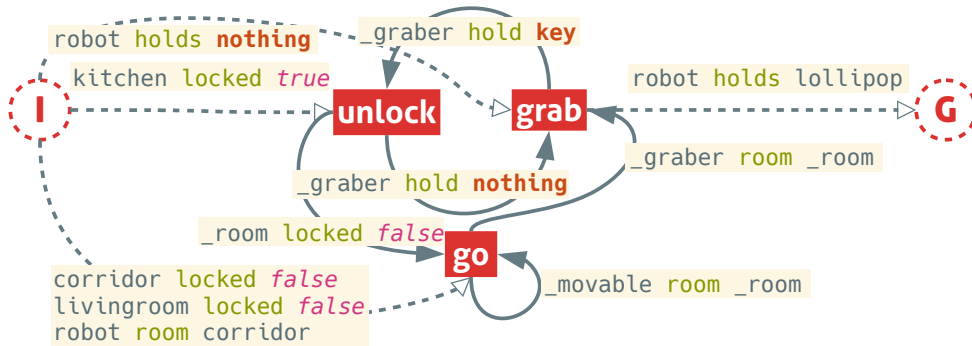 robot holds nothing
_graber hold key
kitchen locked true
robot holds lollipop
I
unlock
grab
G
_graber room _room
_graber hold nothing
_room locked false
go
corridor locked false
livingroom locked false
robot room corridor
_movable room _room